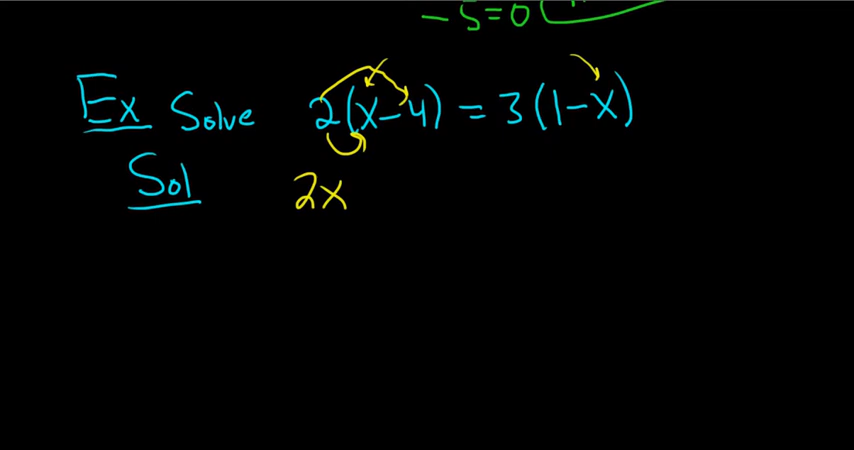 - 5 = 0
Ex Solve 2(x-4) = 3(1-x)
Sol 2x